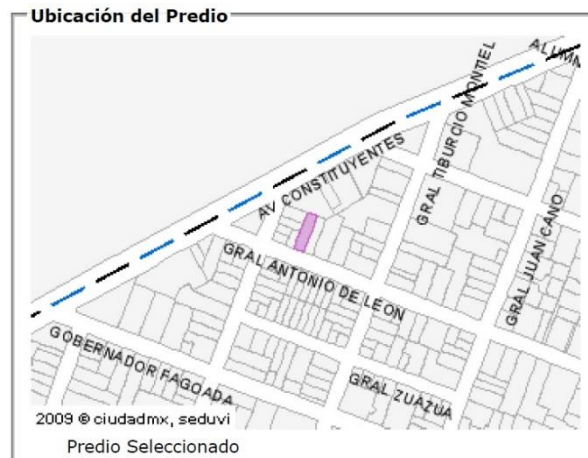 Ubicación del Predio
ALUMN
AV CONSTITUYENTES
GRAL TIBURCIO MONTIEL
GRAL JUAN CANO
GRAL ANTONIO DE LEON
GOBERNADOR FAGOADA
GRAL ZUAZUA
2009 © ciudadmx, seduvi
Predio Seleccionado